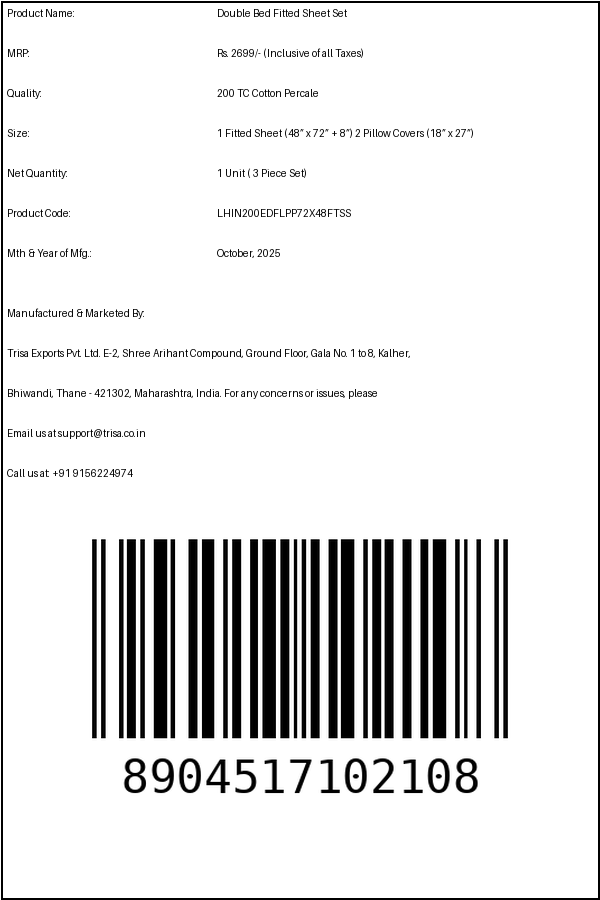 Product Name: Double Bed Fitted Sheet Set
MRP: Rs. 2699/- (Inclusive of all Taxes)
Quality: 200 TC Cotton Percale
Size: 1 Fitted Sheet (48” x 72” + 8”) 2 Pillow Covers (18” x 27”)
Net Quantity: 1 Unit ( 3 Piece Set)
Product Code: LHIN200EDFLPP72X48FTSS
Mth & Year of Mfg.: October, 2025
Manufactured & Marketed By:
Trisa Exports Pvt. Ltd. E-2, Shree Arihant Compound, Ground Floor, Gala No. 1 to 8, Kalher,
Bhiwandi, Thane - 421302, Maharashtra, India. For any concerns or issues, please
Email us at support@trisa.co.in
Call us at: +91 9156224974
8904517102108